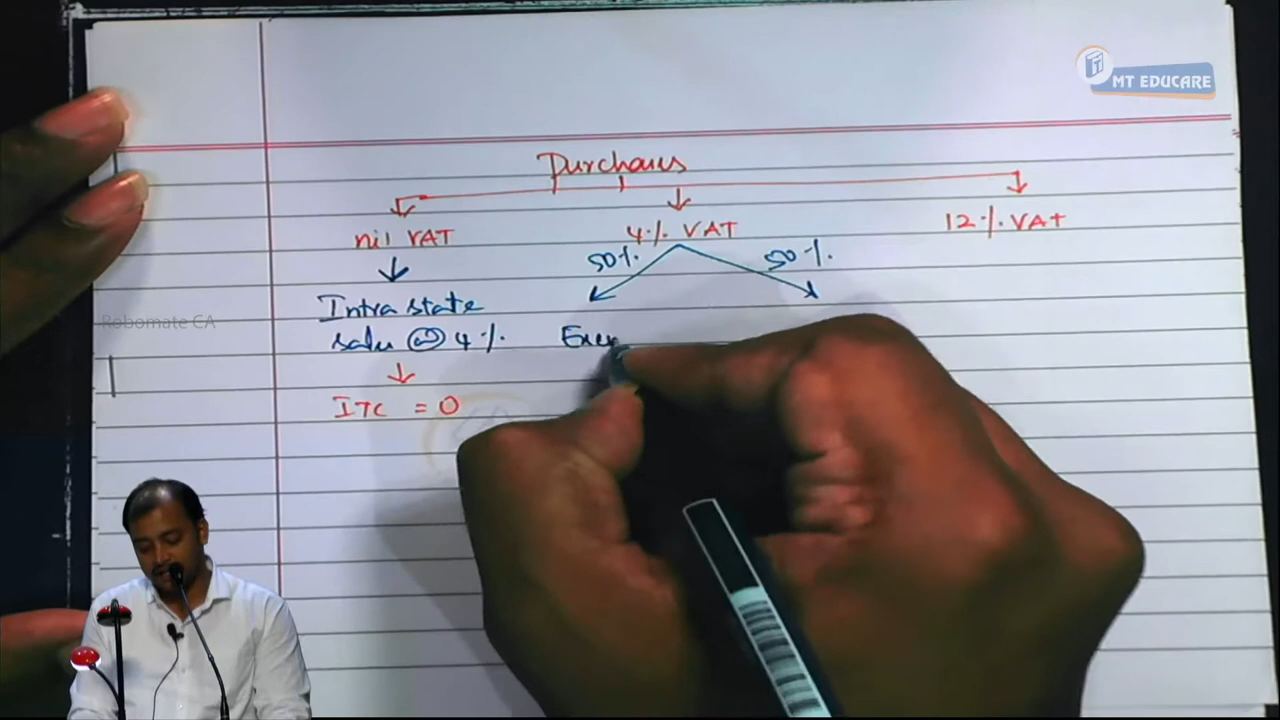 MT EDUCARE
Purchases
nil VAT 4% VAT 12% VAT
50% 50%
Intra state
sales @ 4%
Exem
Robomate CA
ITC = 0